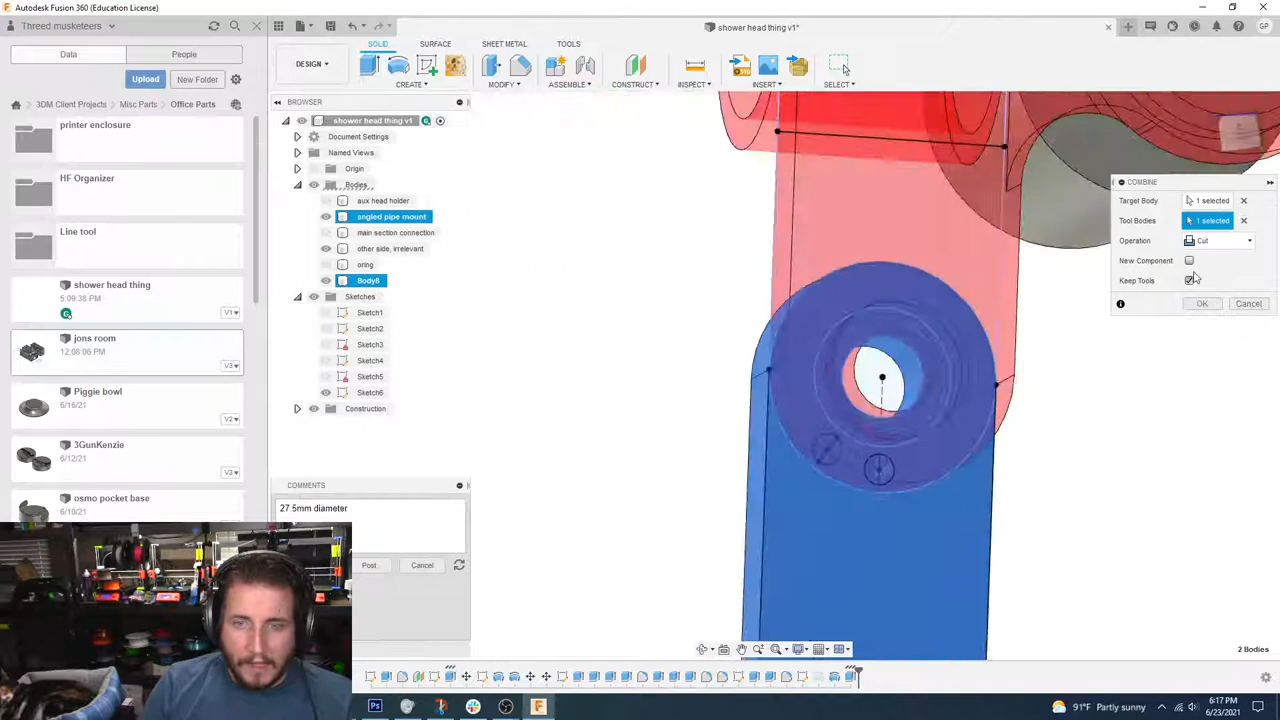 Autodesk Fusion 360 (Education License)
Threed musketeers
shower head thing v1*
GP
Data
People
Upload
New Folder
3DM Client Projects
Misc Parts
Office Parts
printer enclosure
HF Organizer
Line tool
shower head thing
5:09:38 PM
V1
jons room
12:08:06 PM
V3
Piggie bowl
6/16/21
V2
3GunKenzie
6/12/21
V3
osmo pocket base
6/10/21
SOLID
SURFACE
SHEET METAL
TOOLS
DESIGN
CREATE
MODIFY
ASSEMBLE
CONSTRUCT
INSPECT
INSERT
SELECT
BROWSER
shower head thing v1
Document Settings
Named Views
Origin
Bodies
aux head holder
angled pipe mount
main section connection
other side, irrelevant
oring
Body8
Sketches
Sketch1
Sketch2
Sketch3
Sketch4
Sketch5
Sketch6
Construction
COMMENTS
27.5mm diameter
Post
Cancel
COMBINE
Target Body
1 selected
Tool Bodies
1 selected
Operation
Cut
New Component
Keep Tools
OK
Cancel
2 Bodies
91°F Partly sunny
6:17 PM
6/23/2021